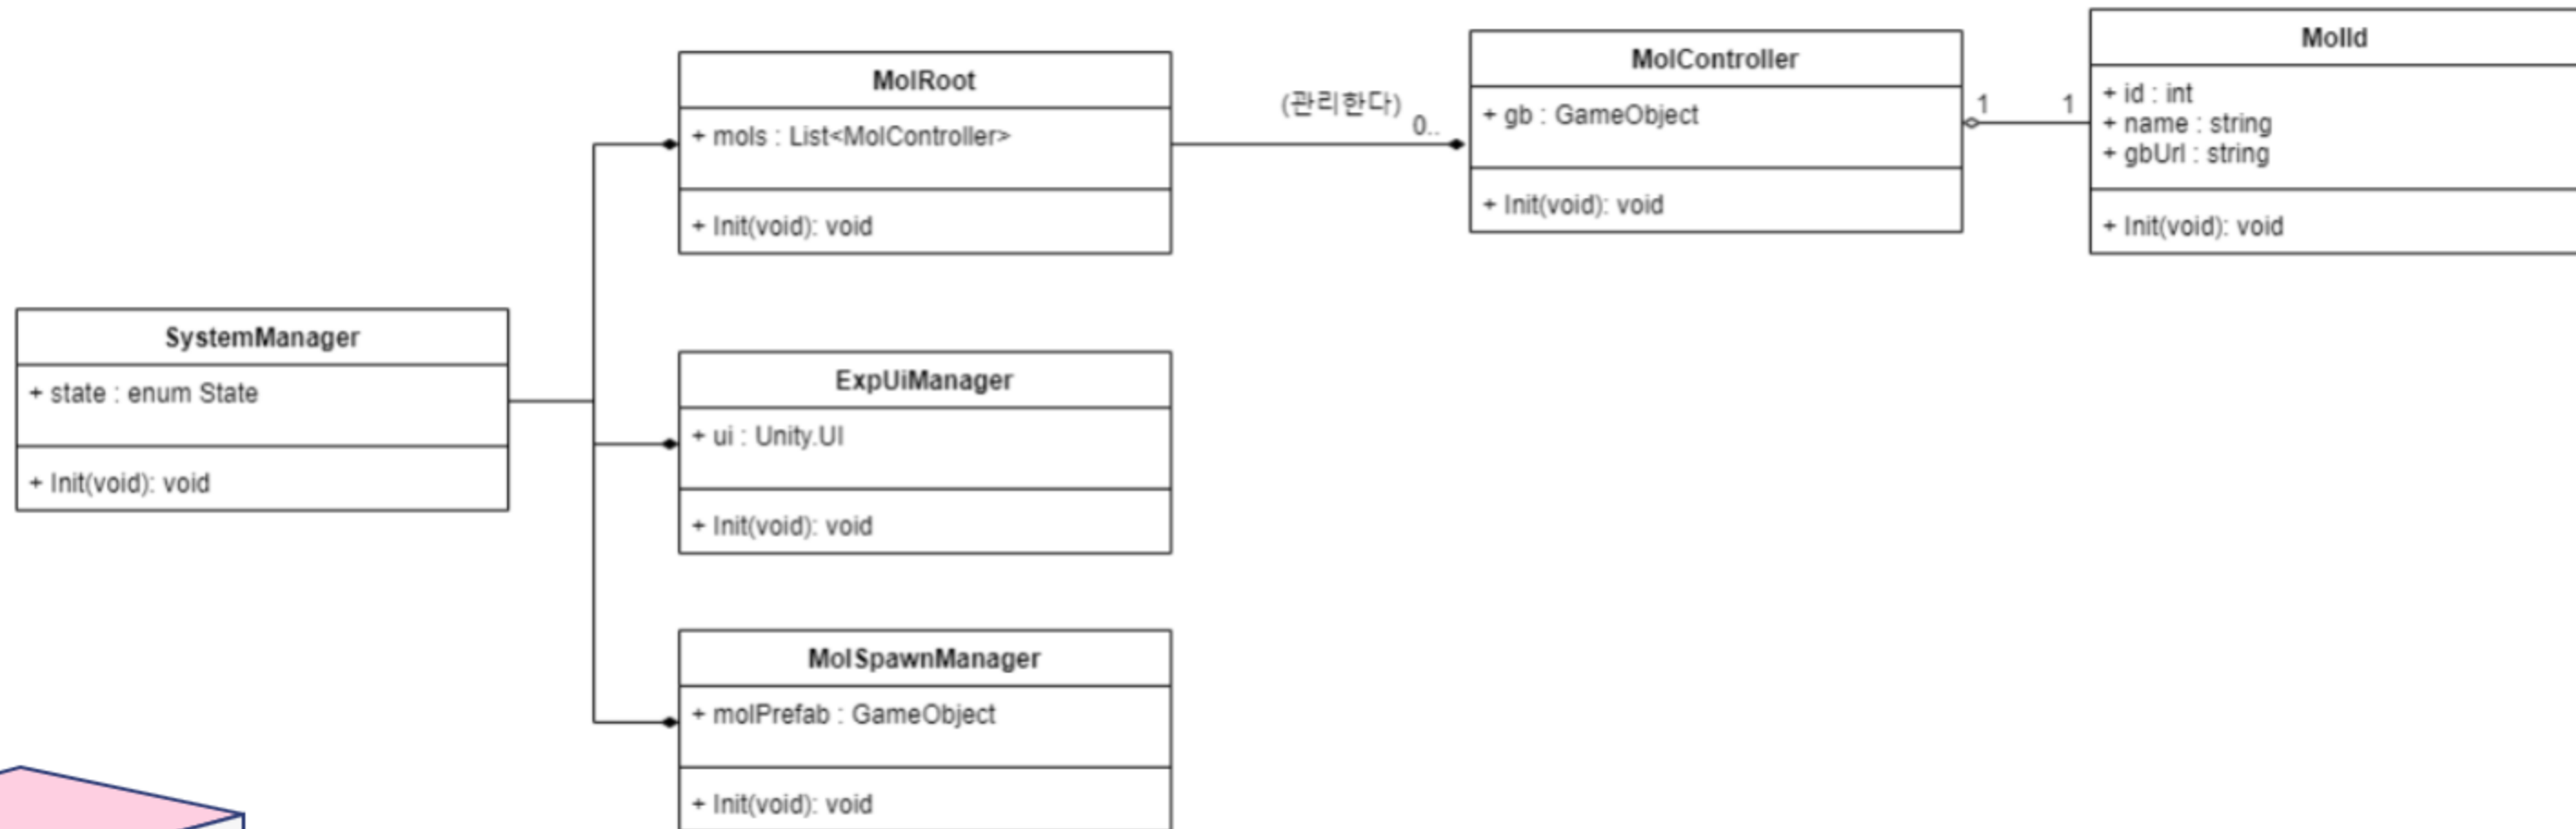 MolRoot
+ mols : List<MolController>
+ Init(void): void
(관리한다)
0..
MolController
+ gb : GameObject
+ Init(void): void
1
1
MolId
+ id : int
+ name : string
+ gbUrl : string
+ Init(void): void
SystemManager
+ state : enum State
+ Init(void): void
ExpUiManager
+ ui : Unity.UI
+ Init(void): void
MolSpawnManager
+ molPrefab : GameObject
+ Init(void): void